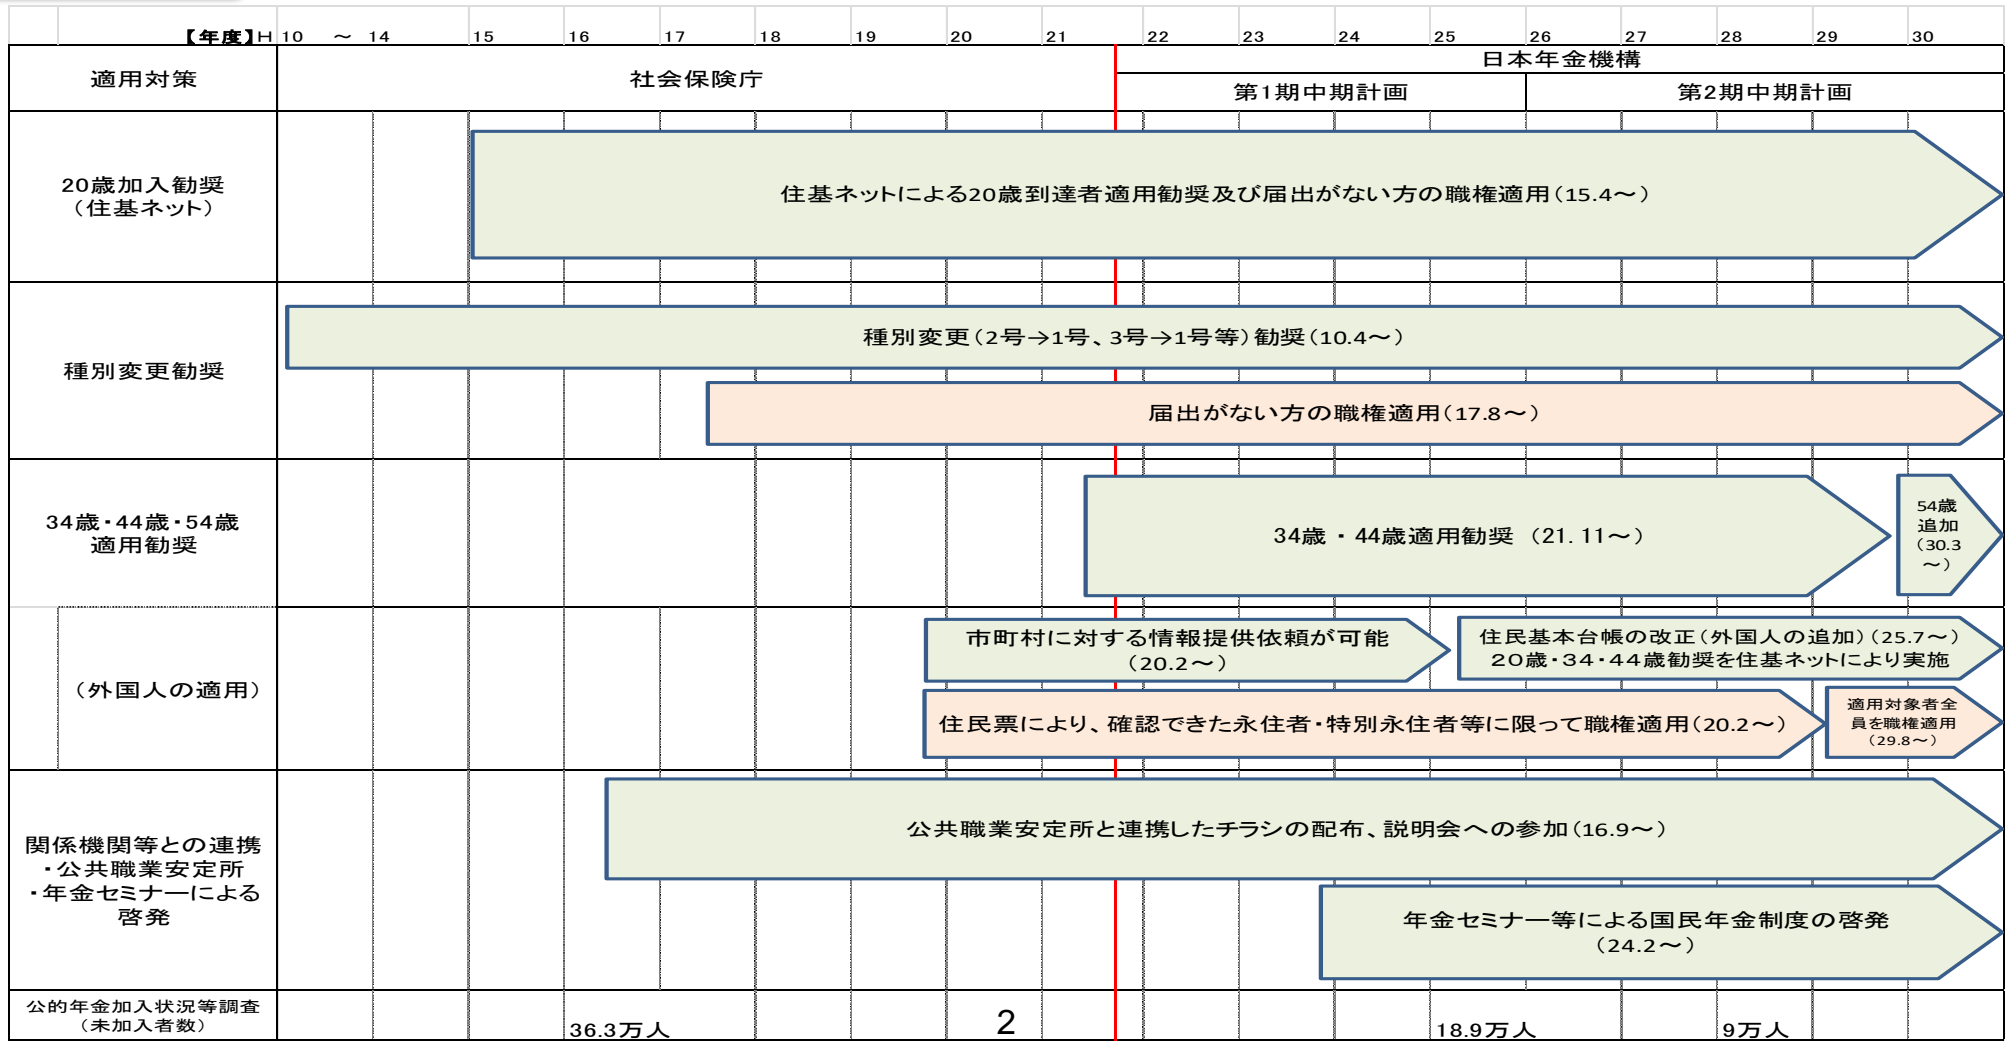 【年度】H 10 ～ 14 15 16 17 18 19 20 21 22 23 24 25 26 27 28 29 30
適用対策
社会保険庁
日本年金機構
第1期中期計画
第2期中期計画
20歳加入勧奨
（住基ネット）
住基ネットによる20歳到達者適用勧奨及び届出がない方の職権適用（15.4～）
種別変更勧奨
種別変更（2号→1号、3号→1号等）勧奨（10.4～）
届出がない方の職権適用（17.8～）
34歳・44歳・54歳
適用勧奨
34歳・44歳適用勧奨（21.11～）
54歳
追加
（30.3
～）
（外国人の適用）
市町村に対する情報提供依頼が可能
（20.2～）
住民基本台帳の改正（外国人の追加）（25.7～）
20歳・34・44歳勧奨を住基ネットにより実施
住民票により、確認できた永住者・特別永住者等に限って職権適用（20.2～）
適用対象者全
員を職権適用
（29.8～）
関係機関等との連携
・公共職業安定所
・年金セミナーによる
啓発
公共職業安定所と連携したチラシの配布、説明会への参加（16.9～）
年金セミナー等による国民年金制度の啓発
（24.2～）
公的年金加入状況等調査
（未加入者数）
36.3万人
2
18.9万人
9万人